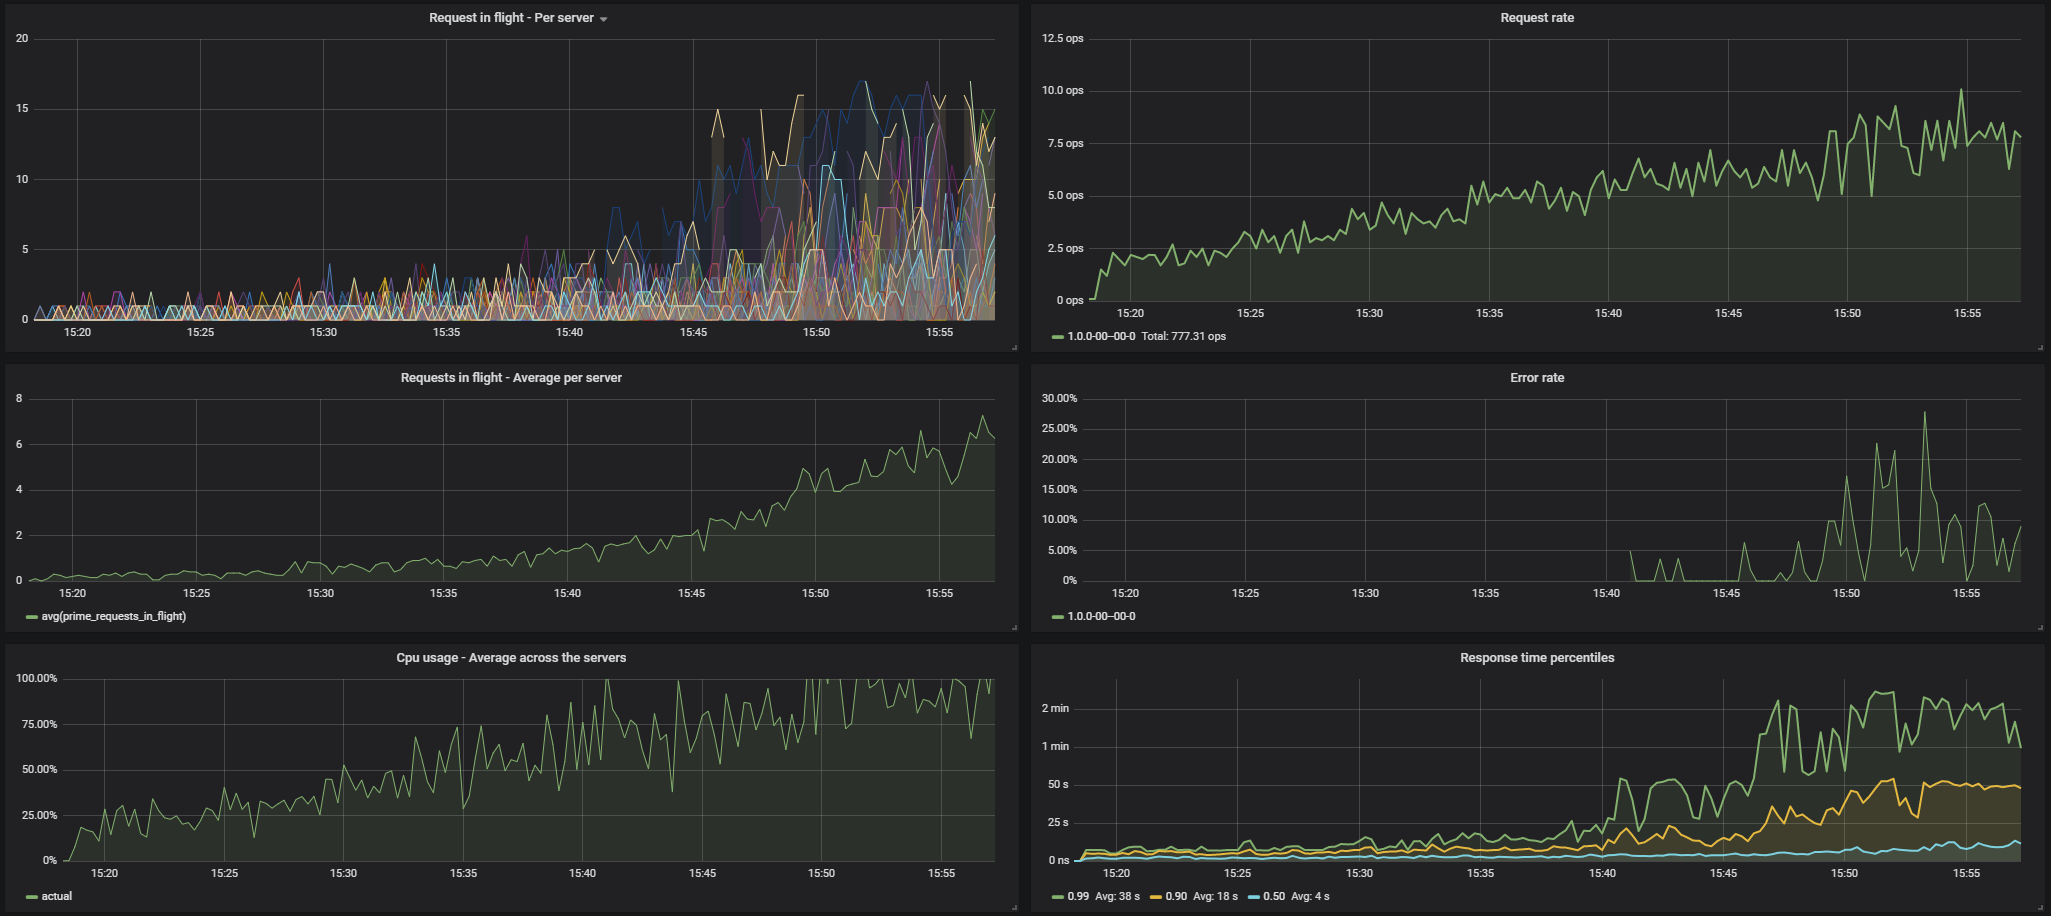 Request in flight - Per server
20
15
10
5
0
15:20 15:25 15:30 15:35 15:40 15:45 15:50 15:55
Request rate
12.5 ops
10.0 ops
7.5 ops
5.0 ops
2.5 ops
0 ops
15:20 15:25 15:30 15:35 15:40 15:45 15:50 15:55
1.0.0-00--00-0 Total: 777.31 ops
Requests in flight - Average per server
8
6
4
2
0
15:20 15:25 15:30 15:35 15:40 15:45 15:50 15:55
avg(prime_requests_in_flight)
Error rate
30.00%
25.00%
20.00%
15.00%
10.00%
5.00%
0%
15:20 15:25 15:30 15:35 15:40 15:45 15:50 15:55
1.0.0-00--00-0
Cpu usage - Average across the servers
100.00%
75.00%
50.00%
25.00%
0%
15:20 15:25 15:30 15:35 15:40 15:45 15:50 15:55
actual
Response time percentiles
2 min
1 min
50 s
25 s
0 ns
15:20 15:25 15:30 15:35 15:40 15:45 15:50 15:55
0.99 Avg: 38 s 0.90 Avg: 18 s 0.50 Avg: 4 s